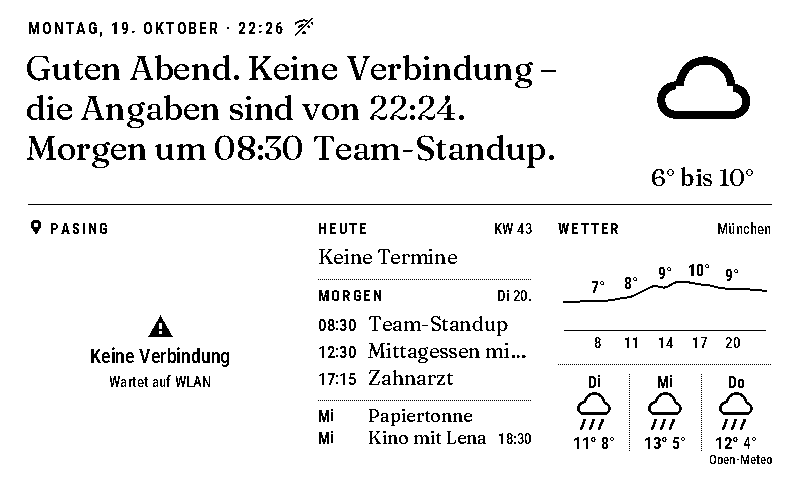 MONTAG, 19. OKTOBER · 22:26
Guten Abend. Keine Verbindung –
die Angaben sind von 22:24.
Morgen um 08:30 Team-Standup.
6° bis 10°
PASING
Keine Verbindung
Wartet auf WLAN
HEUTE KW 43
Keine Termine
MORGEN Di 20.
08:30 Team-Standup
12:30 Mittagessen mi...
17:15 Zahnarzt
Mi Papiertonne
Mi Kino mit Lena 18:30
WETTER München
7° 8° 9° 10° 9°
8 11 14 17 20
Di Mi Do
11° 8° 13° 5° 12° 4°
Open-Meteo